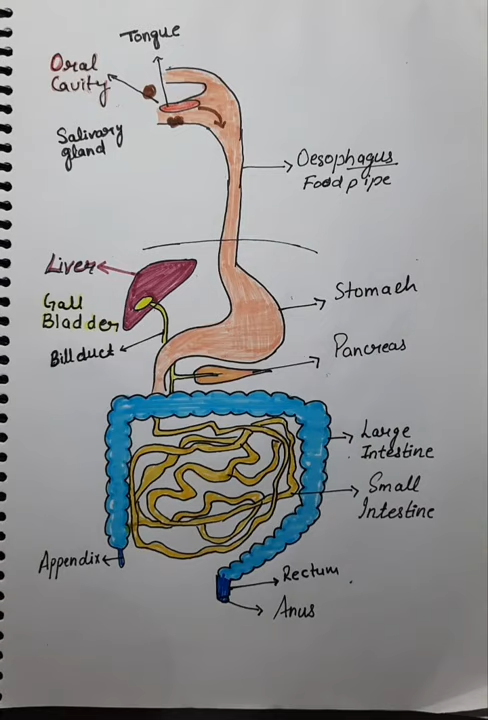 Tongue
Oral
Cavity
Salivary
gland
Oesophagus
Food pipe
Liver
Gall
Bladder
Bill duct
Stomach
Pancreas
Large
Intestine
Small
Intestine
Appendix
Rectum
Anus